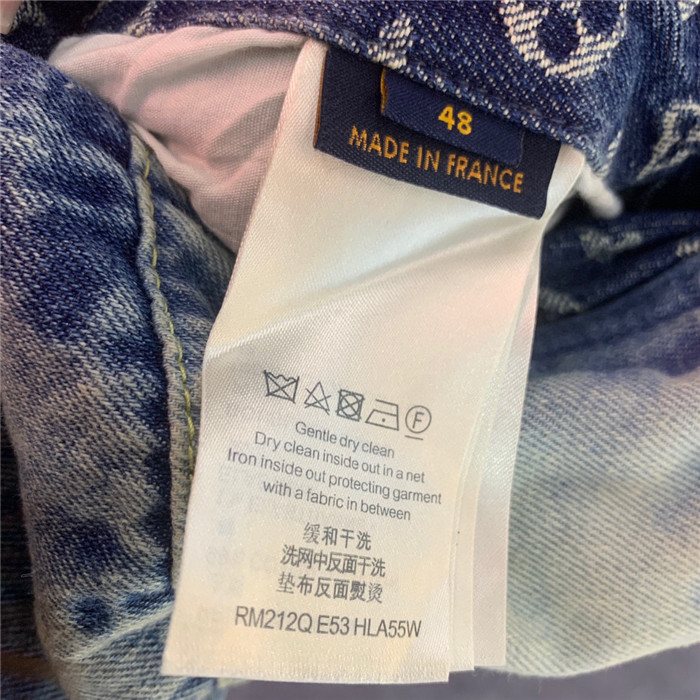 48
MADE IN FRANCE
F
Gentle dry clean
Dry clean inside out in a net
Iron inside out protecting garment
with a fabric in between
缓和干洗
洗网中反面干洗
垫布反面熨烫
RM212Q E53 HLA55W